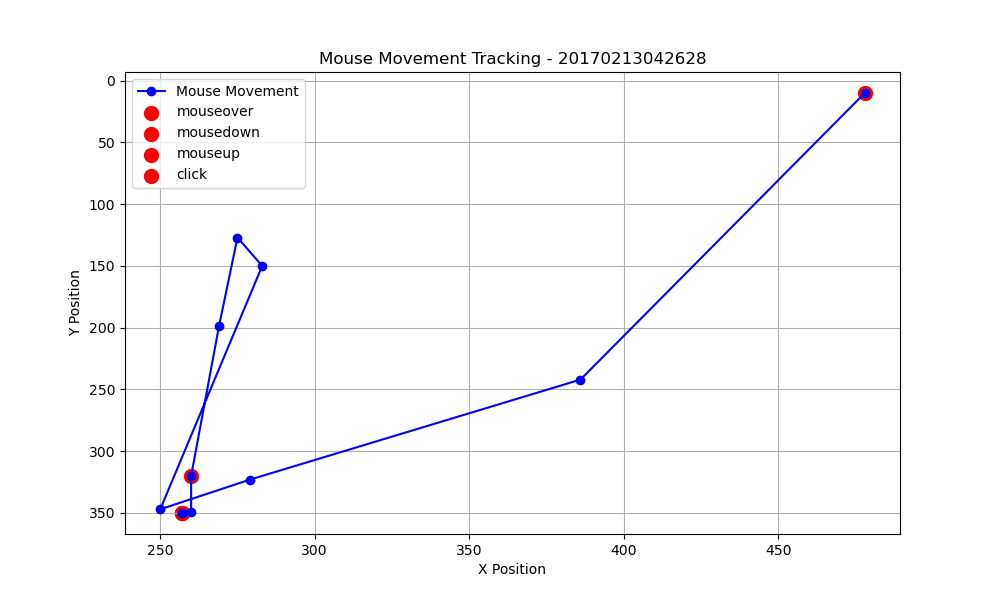 Mouse Movement Tracking - 20170213042628
Mouse Movement
mouseover
mousedown
mouseup
click
Y Position
0
50
100
150
200
250
300
350
250
300
350
400
450
X Position